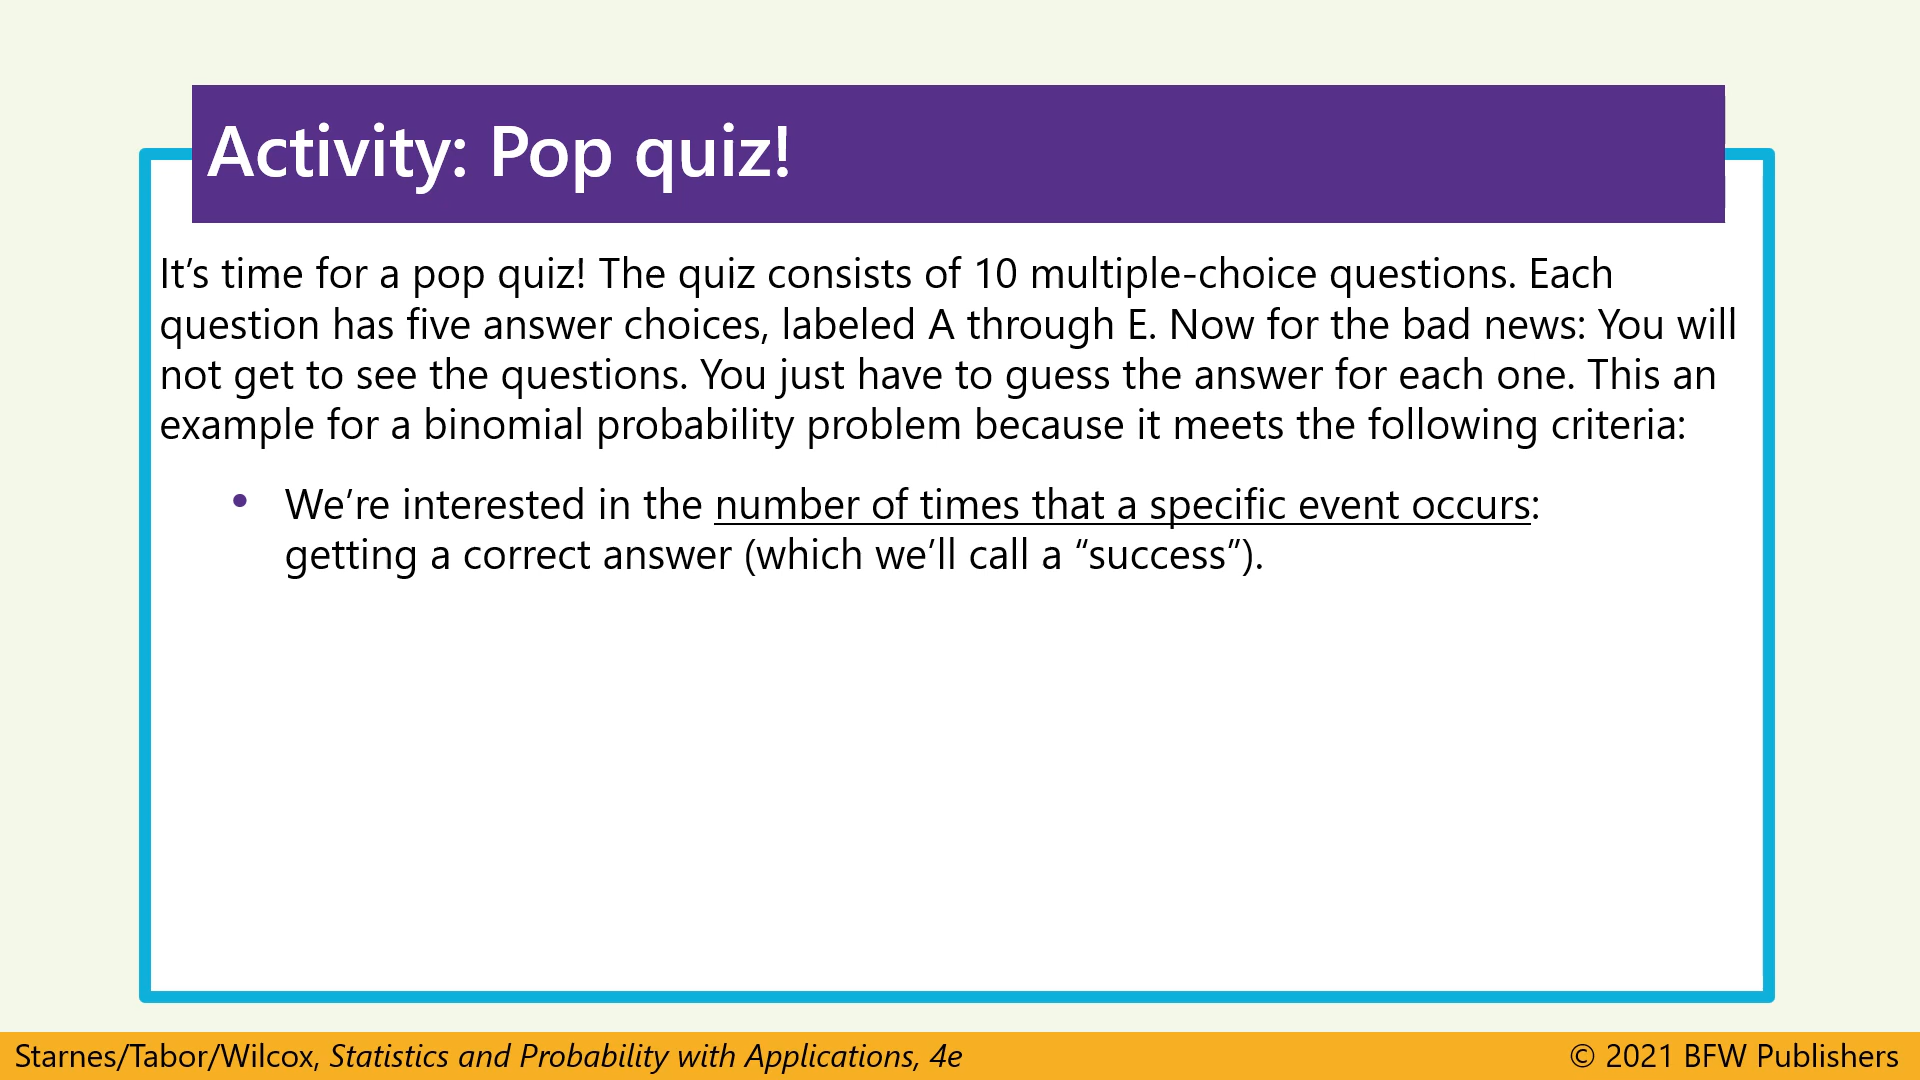 Activity: Pop quiz!
It’s time for a pop quiz! The quiz consists of 10 multiple-choice questions. Each
question has five answer choices, labeled A through E. Now for the bad news: You will
not get to see the questions. You just have to guess the answer for each one. This an
example for a binomial probability problem because it meets the following criteria:
• We’re interested in the number of times that a specific event occurs:
getting a correct answer (which we’ll call a “success”).
Starnes/Tabor/Wilcox, Statistics and Probability with Applications, 4e
© 2021 BFW Publishers